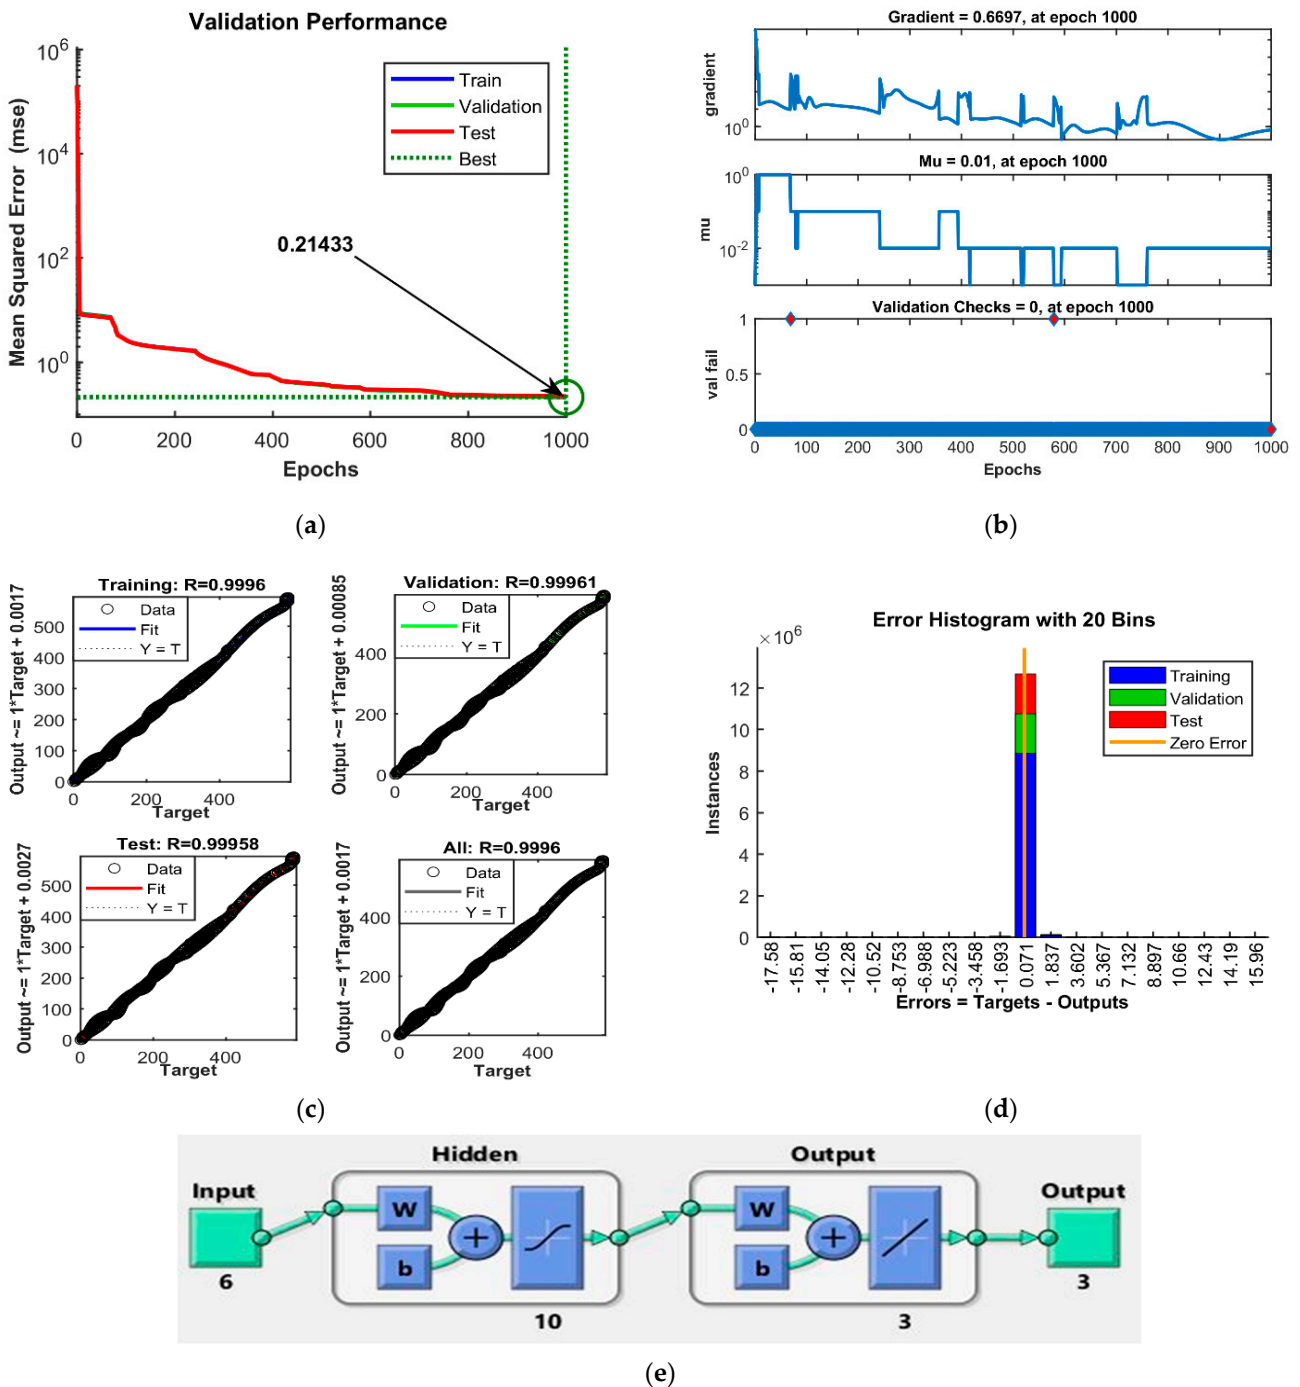 Validation Performance
Mean Squared Error (mse)
10^6
10^4
10^2
10^0
Train
Validation
Test
Best
0.21433
0 200 400 600 800 1000
Epochs
(a)
Gradient = 0.6697, at epoch 1000
gradient
10^0
Mu = 0.01, at epoch 1000
mu
10^0
10^-2
Validation Checks = 0, at epoch 1000
val fail
1
0.5
0
0 100 200 300 400 500 600 700 800 900 1000
Epochs
(b)
Training: R=0.9996
Output ~= 1*Target + 0.0017
Data
Fit
Y = T
500
400
300
200
100
0
0 200 400
Target
Validation: R=0.99961
Output ~= 1*Target + 0.00085
Data
Fit
Y = T
400
200
0
0 200 400
Target
Test: R=0.99958
Output ~= 1*Target + 0.0027
Data
Fit
Y = T
500
400
300
200
100
0
0 200 400
Target
All: R=0.9996
Output ~= 1*Target + 0.0017
Data
Fit
Y = T
400
200
0
0 200 400
Target
(c)
Error Histogram with 20 Bins
×10^6
Instances
12
10
8
6
4
2
0
Training
Validation
Test
Zero Error
-17.58 -15.81 -14.05 -12.28 -10.52 -8.753 -6.988 -5.223 -3.458 -1.693 0.071 1.837 3.602 5.367 7.132 8.897 10.66 12.43 14.19 15.96
Errors = Targets - Outputs
(d)
Hidden Output
Input Output
W W
b b
6 3
10 3
(e)